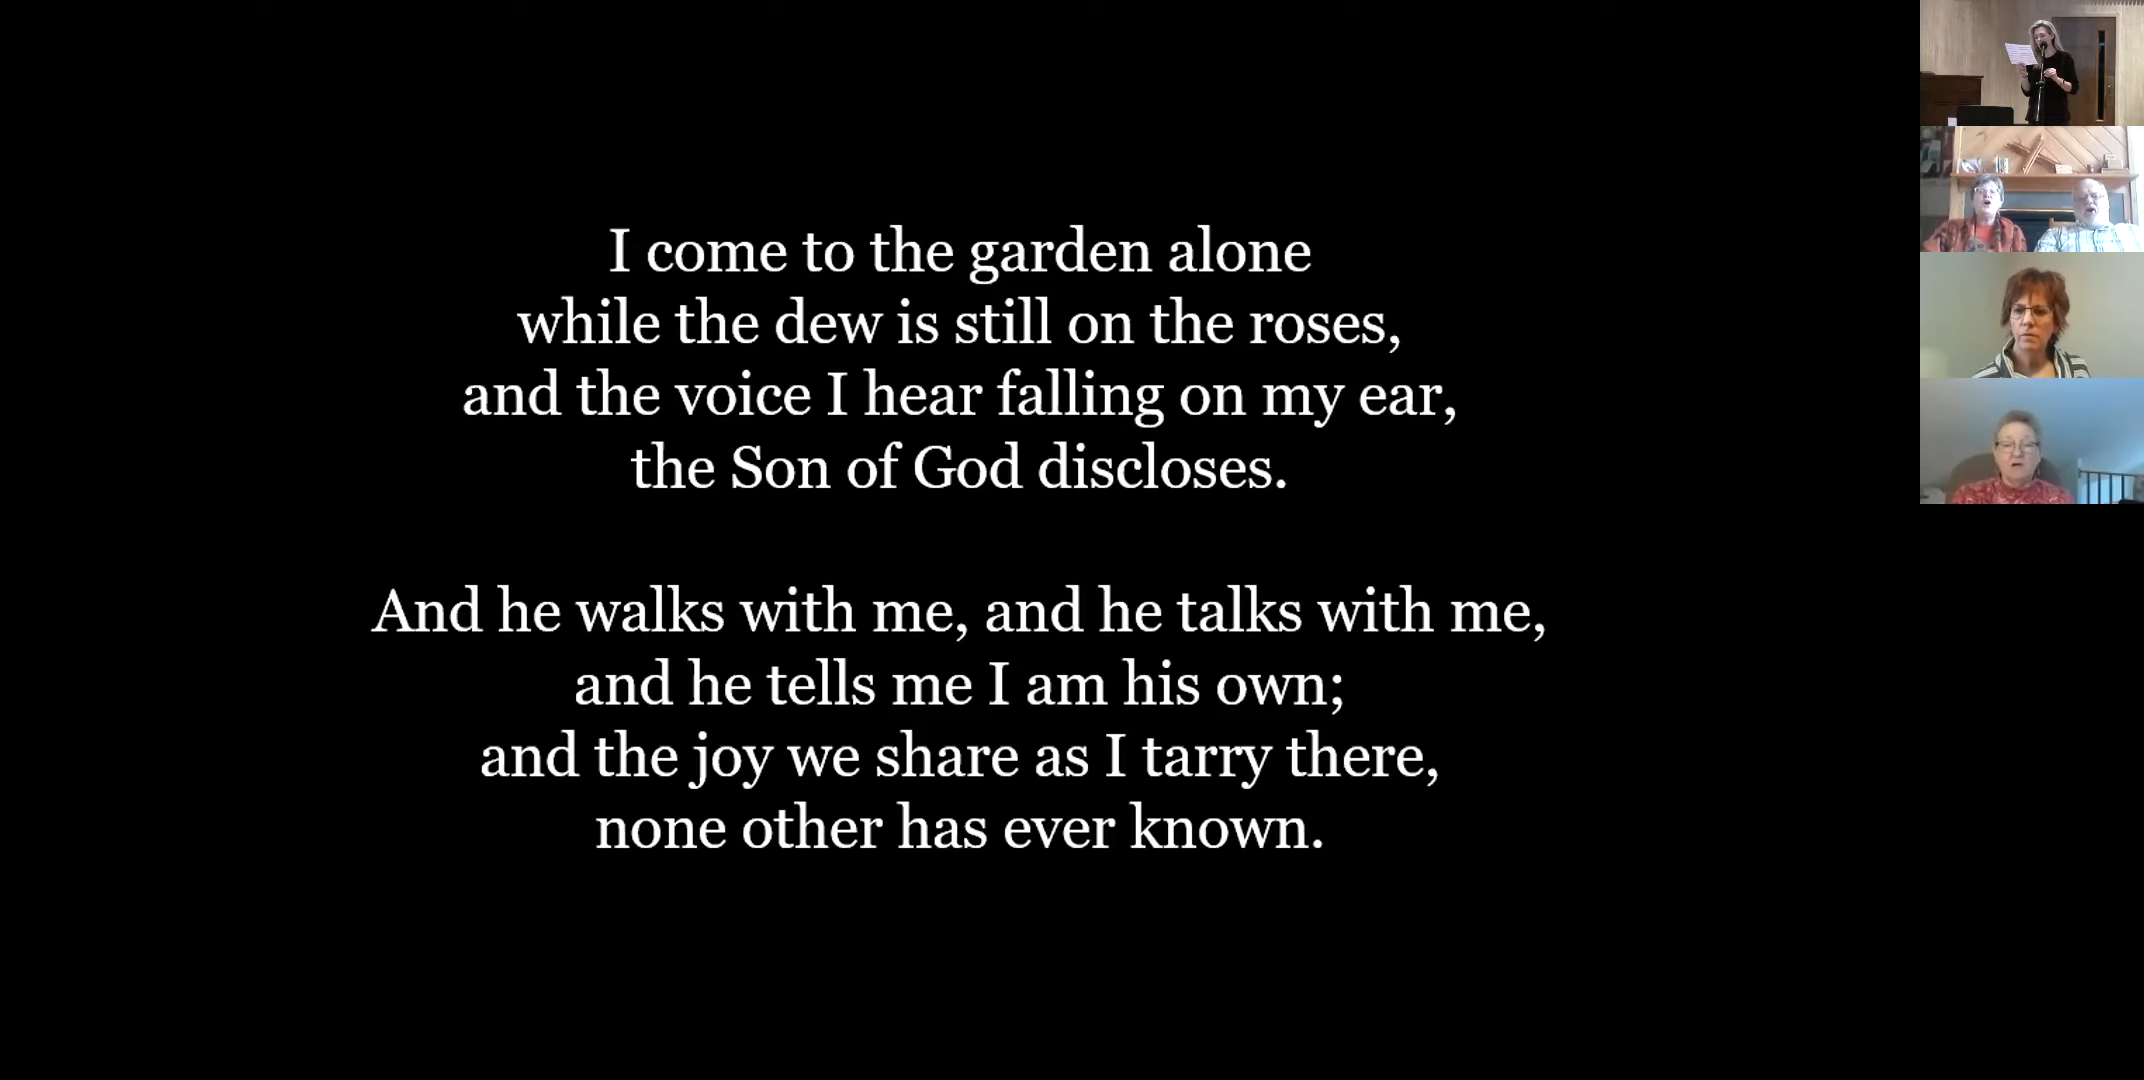 I come to the garden alone
while the dew is still on the roses,
and the voice I hear falling on my ear,
the Son of God discloses.
And he walks with me, and he talks with me,
and he tells me I am his own;
and the joy we share as I tarry there,
none other has ever known.